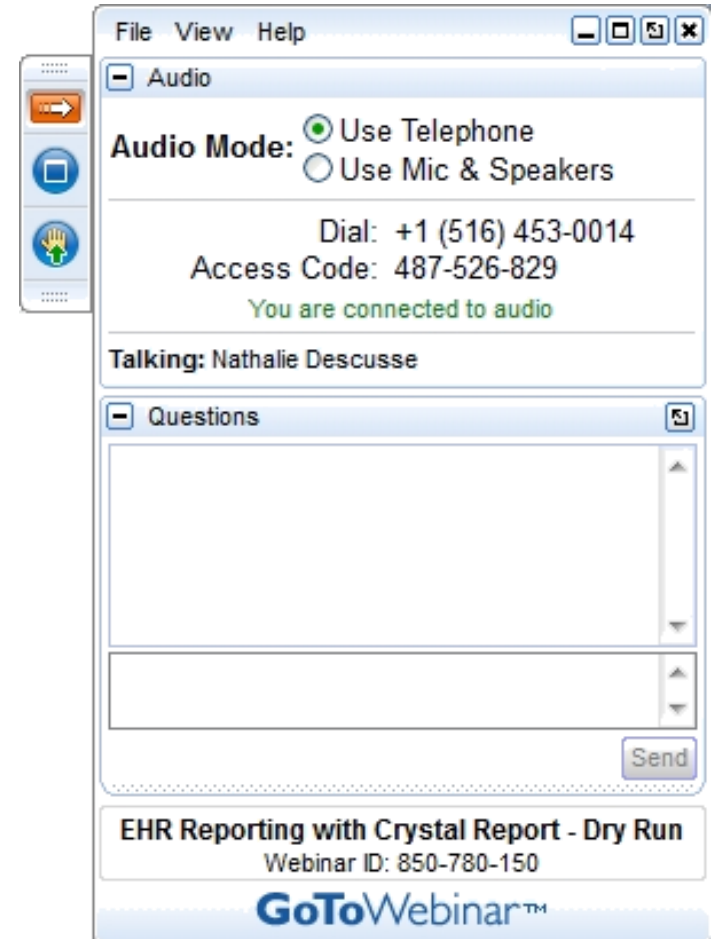 File View Help
Audio
Audio Mode: Use Telephone
Use Mic & Speakers
Dial: +1 (516) 453-0014
Access Code: 487-526-829
You are connected to audio
Talking: Nathalie Descusse
Questions
Send
EHR Reporting with Crystal Report - Dry Run
Webinar ID: 850-780-150
GoToWebinar™